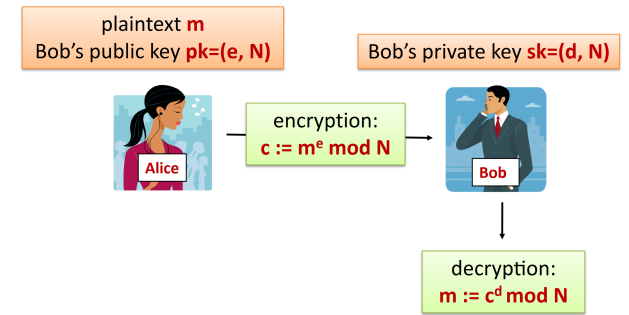 plaintext m
Bob's public key pk=(e, N)
Bob's private key sk=(d, N)
encryption:
c := mᵉ mod N
Alice
Bob
decryption:
m := cᵈ mod N